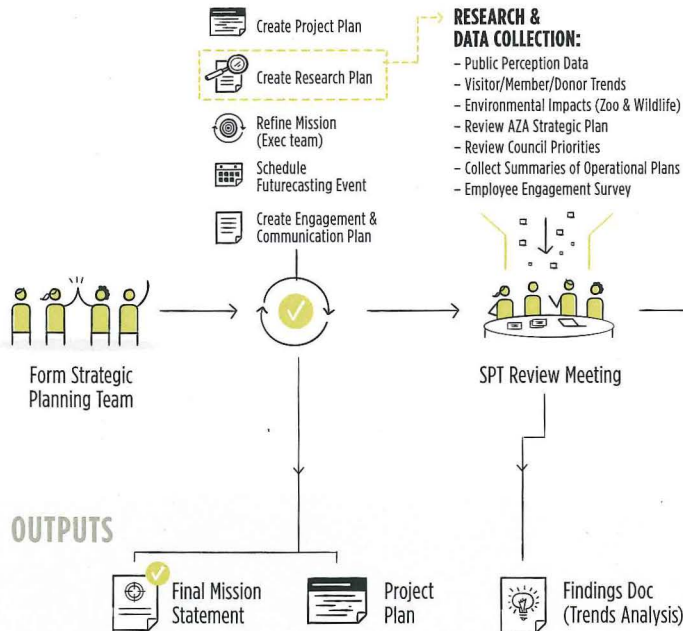 Create Project Plan
Create Research Plan
Refine Mission
(Exec team)
Schedule
Futurecasting Event
Create Engagement &
Communication Plan
RESEARCH &
DATA COLLECTION:
– Public Perception Data
– Visitor/Member/Donor Trends
– Environmental Impacts (Zoo & Wildlife)
– Review AZA Strategic Plan
– Review Council Priorities
– Collect Summaries of Operational Plans
– Employee Engagement Survey
Form Strategic
Planning Team
SPT Review Meeting
OUTPUTS
Final Mission
Statement
Project
Plan
Findings Doc
(Trends Analysis)